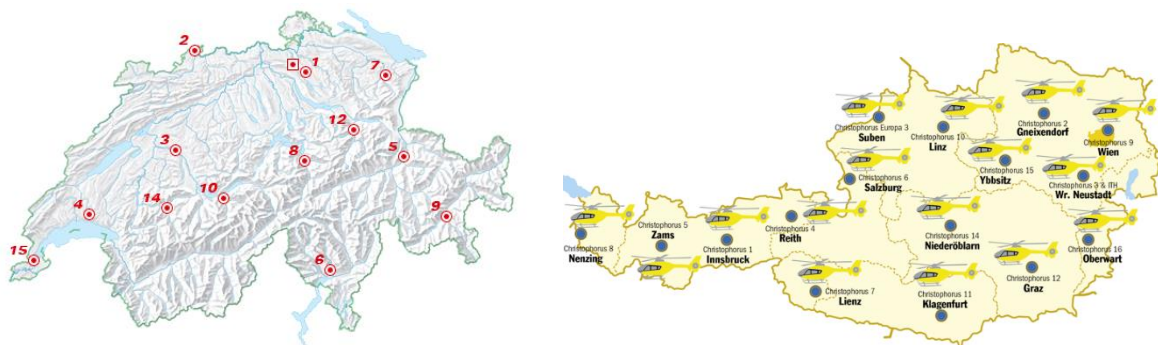 2
1
7
12
3
8
5
10
14
4
9
15
6
Christophorus Europa 3
Suben
Christophorus 10
Linz
Christophorus 2
Gneixendorf
Christophorus 9
Wien
Christophorus 6
Salzburg
Christophorus 15
Ybbsitz
Christophorus 3 & ITH
Wr. Neustadt
Christophorus 8
Nenzing
Christophorus 5
Zams
Christophorus 1
Innsbruck
Christophorus 4
Reith
Christophorus 14
Niederöblarn
Christophorus 16
Oberwart
Christophorus 7
Lienz
Christophorus 11
Klagenfurt
Christophorus 12
Graz